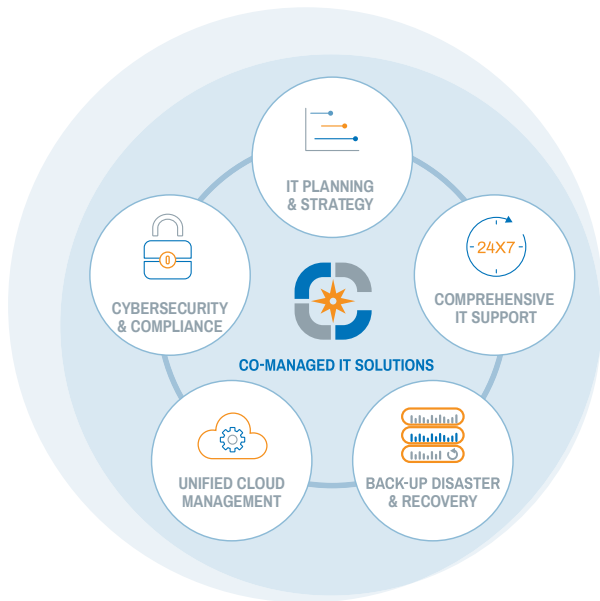 IT PLANNING
& STRATEGY
24X7
COMPREHENSIVE
IT SUPPORT
CYBERSECURITY
& COMPLIANCE
CO-MANAGED IT SOLUTIONS
UNIFIED CLOUD
MANAGEMENT
BACK-UP DISASTER
& RECOVERY